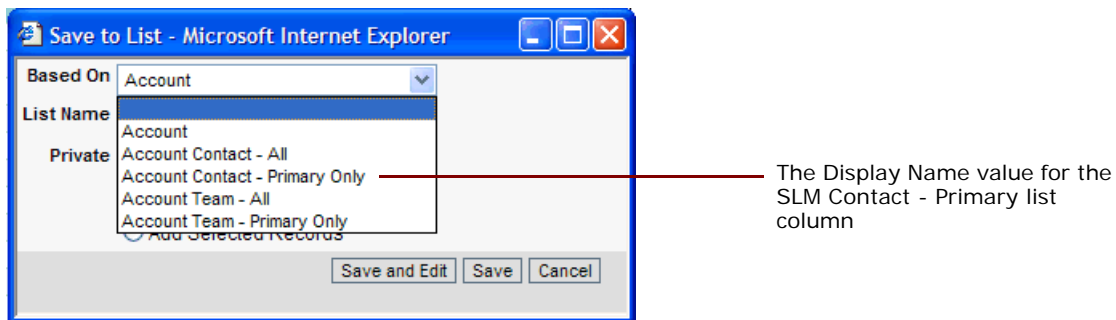 Save to List - Microsoft Internet Explorer
Based On Account
List Name
Account
Private Account Contact - All
Account Contact - Primary Only
Account Team - All
Account Team - Primary Only
Add Selected Records
Save and Edit Save Cancel
The Display Name value for the
SLM Contact - Primary list
column